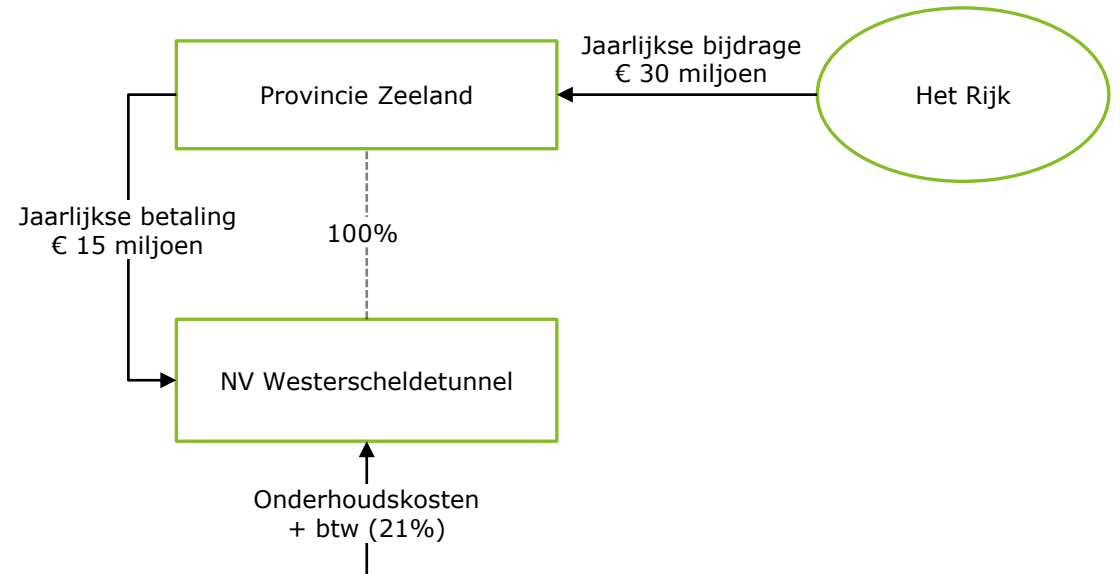 Jaarlijkse bijdrage
€ 30 miljoen
Provincie Zeeland
Het Rijk
Jaarlijkse betaling
€ 15 miljoen
100%
NV Westerscheldetunnel
Onderhoudskosten
+ btw (21%)